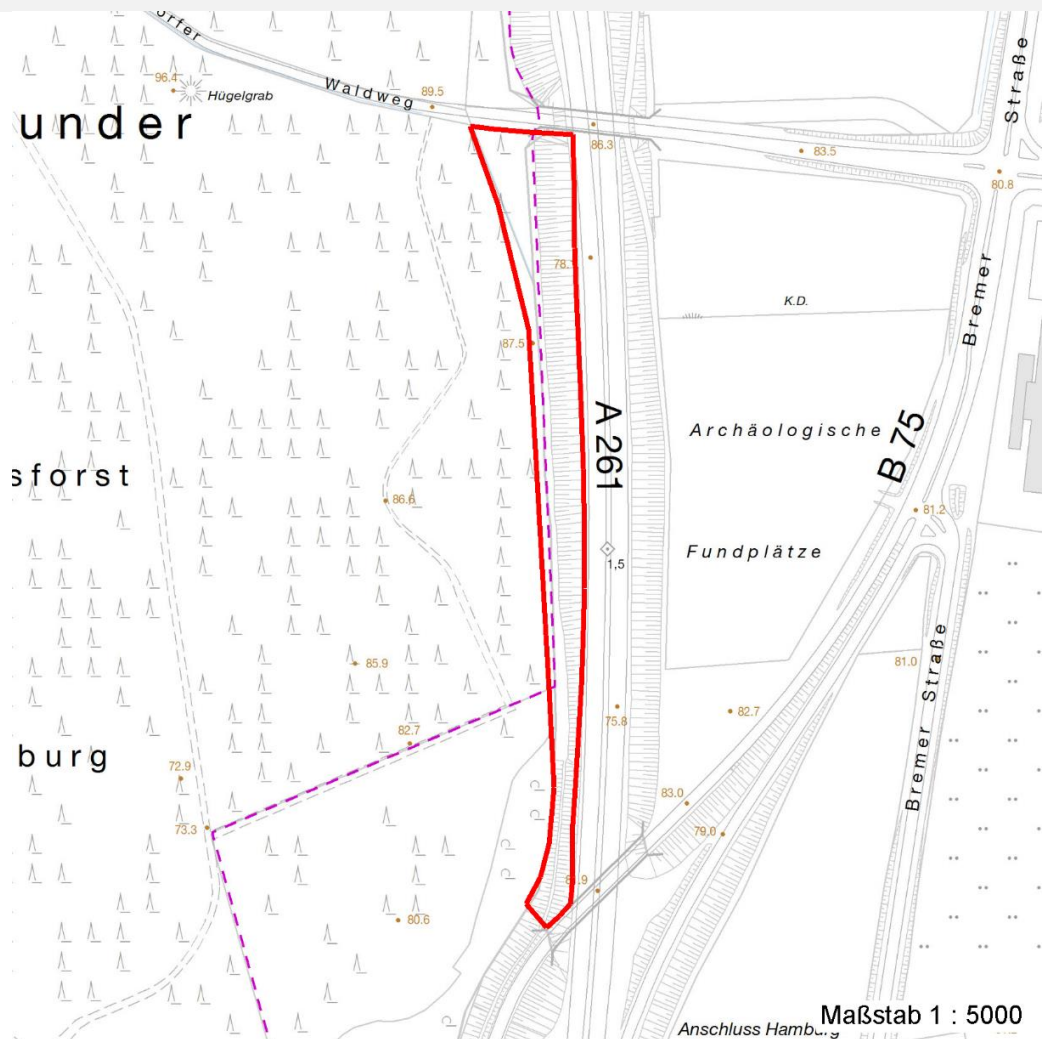 orfer
Waldweg
96.4
Hügelgrab
89.5
under
86.3
83.5
80.8
Straße
Bremer
K.D.
87.5
A 261
Archäologische
B 75
sforst
86.6
81.2
Fundplätze
1,5
85.9
81.0
Bremer Straße
75.8
82.7
82.7
burg
72.9
73.3
83.0
79.0
80.6
Maßstab 1 : 5000
Anschluss Hamburg